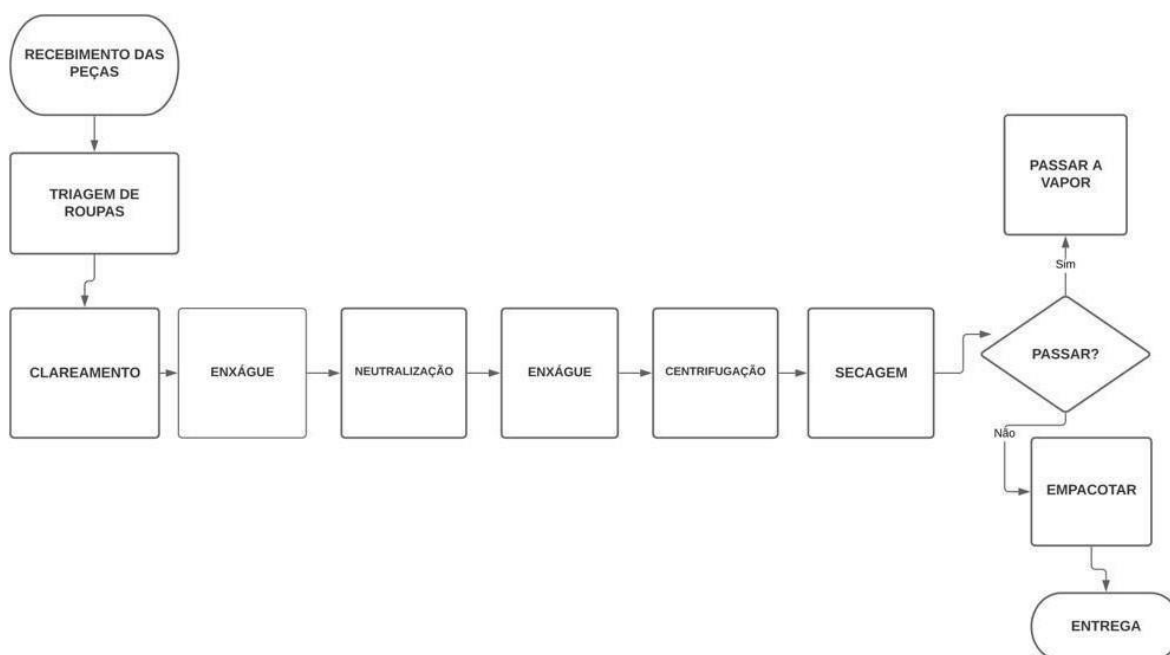 RECEBIMENTO DAS
PEÇAS
TRIAGEM DE
ROUPAS
CLAREAMENTO
ENXÁGUE
NEUTRALIZAÇÃO
ENXÁGUE
CENTRIFUGAÇÃO
SECAGEM
PASSAR?
Sim
PASSAR A
VAPOR
Não
EMPACOTAR
ENTREGA